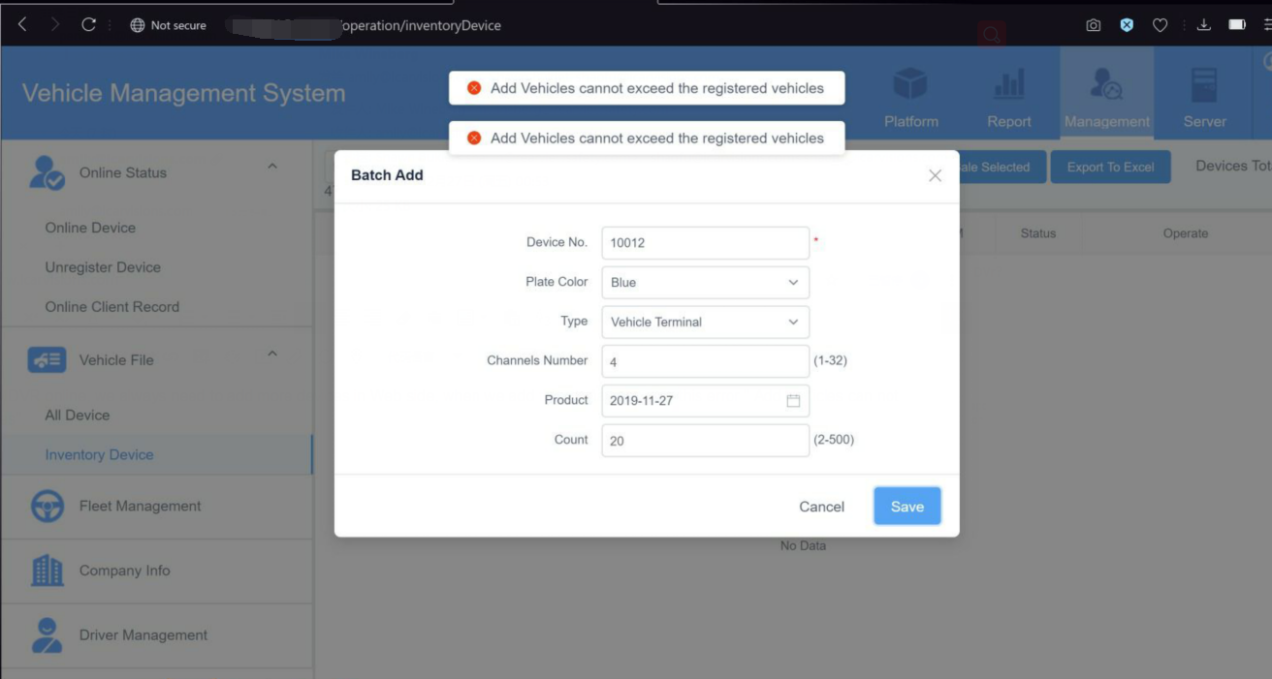 Not secure
/operation/inventoryDevice
Vehicle Management System
Add Vehicles cannot exceed the registered vehicles
Add Vehicles cannot exceed the registered vehicles
Platform
Report
Management
Server
Online Status
Online Device
Unregister Device
Online Client Record
Vehicle File
All Device
Inventory Device
Fleet Management
Company Info
Driver Management
Selected
Export To Excel
Devices
Status
Operate
Batch Add
Device No. 10012 *
Plate Color Blue
Type Vehicle Terminal
Channels Number 4 (1-32)
Product 2019-11-27
Count 20 (2-500)
Cancel
Save
No Data